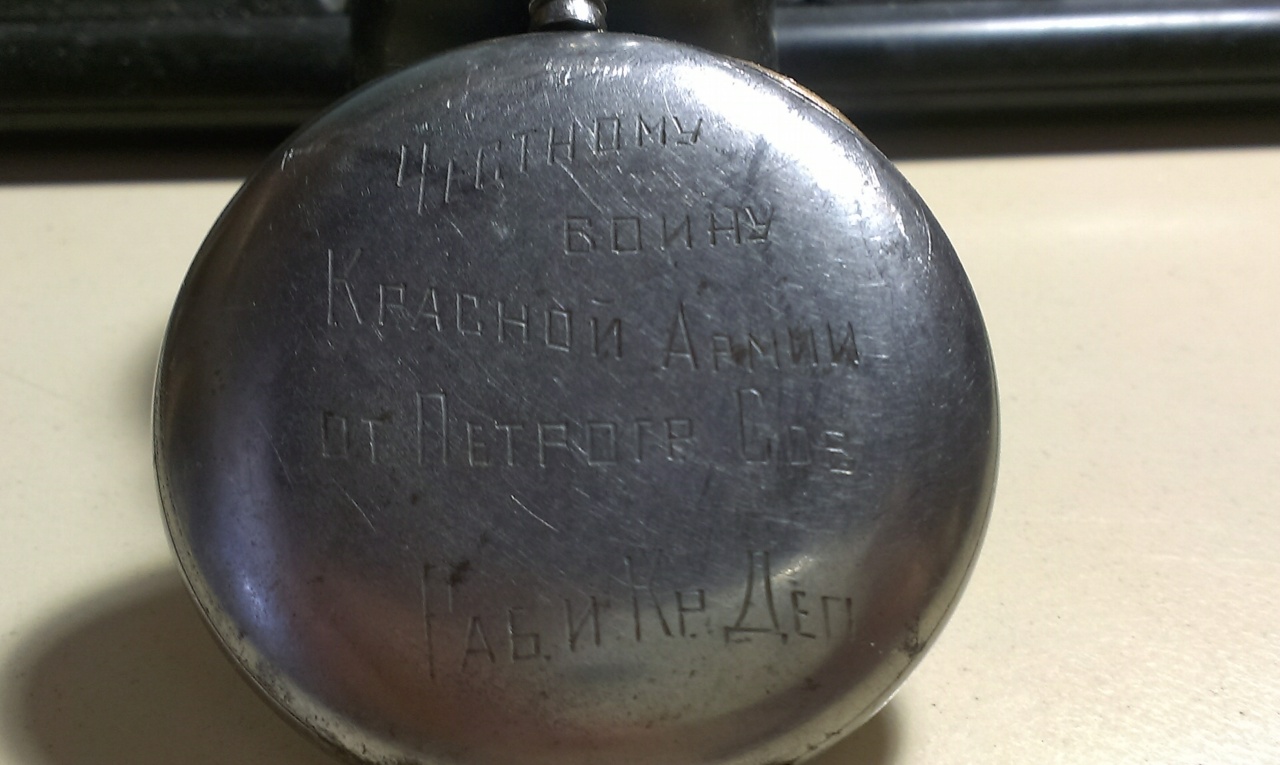 Честному
воину
Красной Армии
от Петрогр Сов
Раб. и Кр. Деп